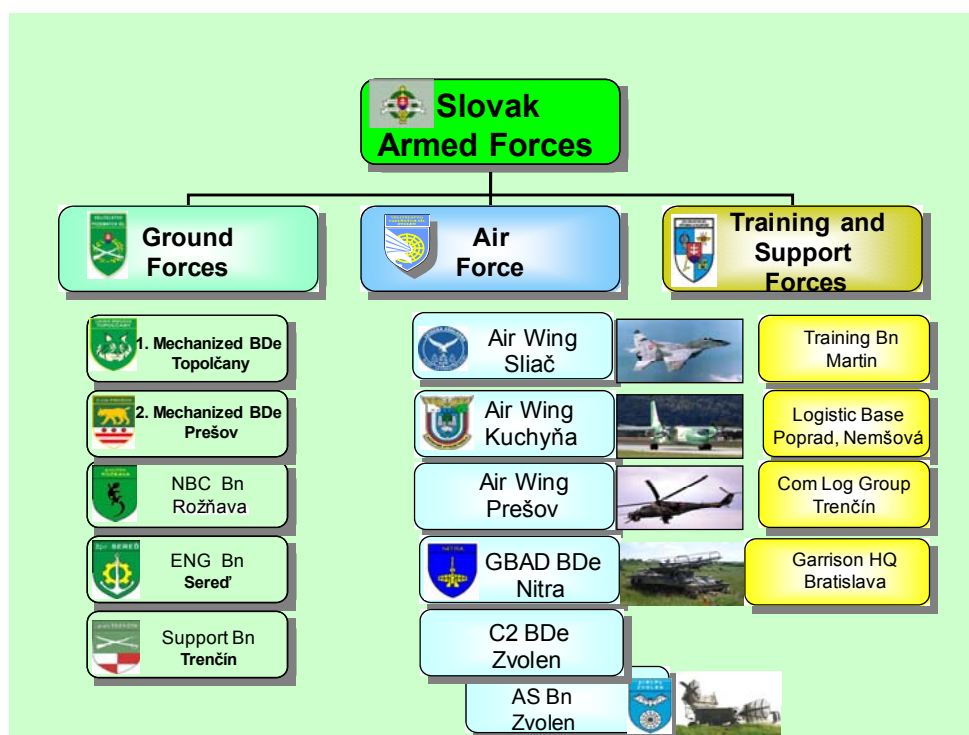 Slovak
Armed Forces
Ground
Forces
Air
Force
Training and
Support
Forces
TOPOĽČANY
1. Mechanized BDe
Topolčany
2. Mechanized BDe
Prešov
NBC Bn
Rožňava
ENG Bn
Sereď
Support Bn
Trenčín
Air Wing
Sliač
Air Wing
Kuchyňa
Air Wing
Prešov
NITRA
GBAD BDe
Nitra
C2 BDe
Zvolen
AS Bn
Zvolen
ZVOLEN
Training Bn
Martin
Logistic Base
Poprad, Nemšová
Com Log Group
Trenčín
Garrison HQ
Bratislava